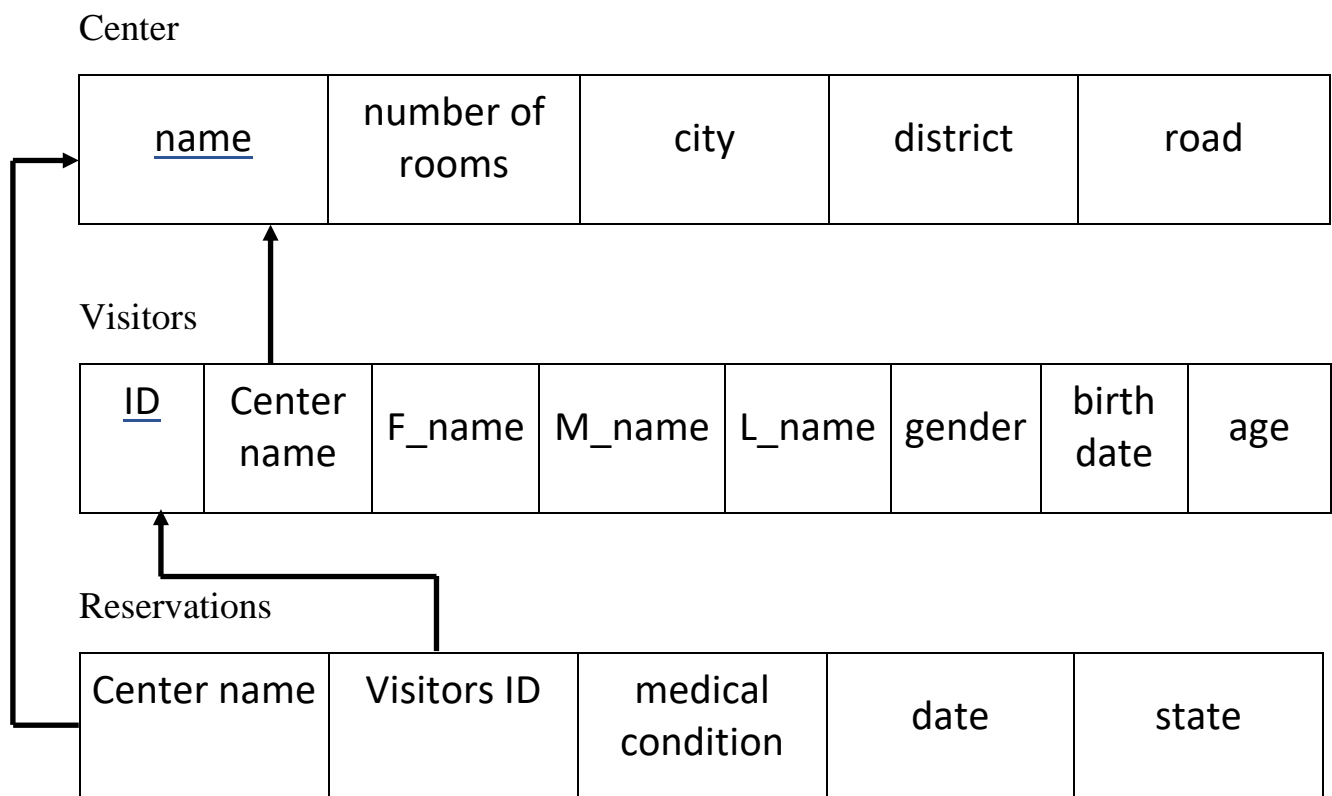 Center
name
number of
rooms
city
district
road
Visitors
ID
Center
name
F_name
M_name
L_name
gender
birth
date
age
Reservations
Center name
Visitors ID
medical
condition
date
state